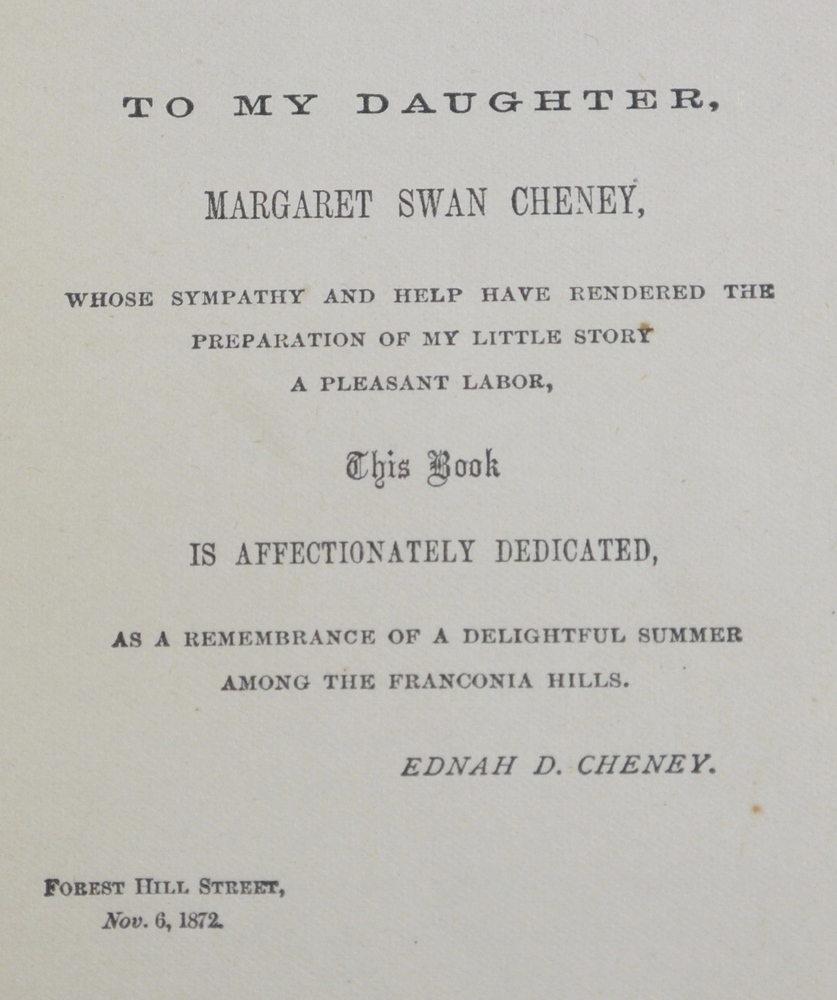 TO MY DAUGHTER,
MARGARET SWAN CHENEY,
WHOSE SYMPATHY AND HELP HAVE RENDERED THE
PREPARATION OF MY LITTLE STORY
A PLEASANT LABOR,
This Book
IS AFFECTIONATELY DEDICATED,
AS A REMEMBRANCE OF A DELIGHTFUL SUMMER
AMONG THE FRANCONIA HILLS.
EDNAH D. CHENEY.
FOREST HILL STREET,
Nov. 6, 1872.